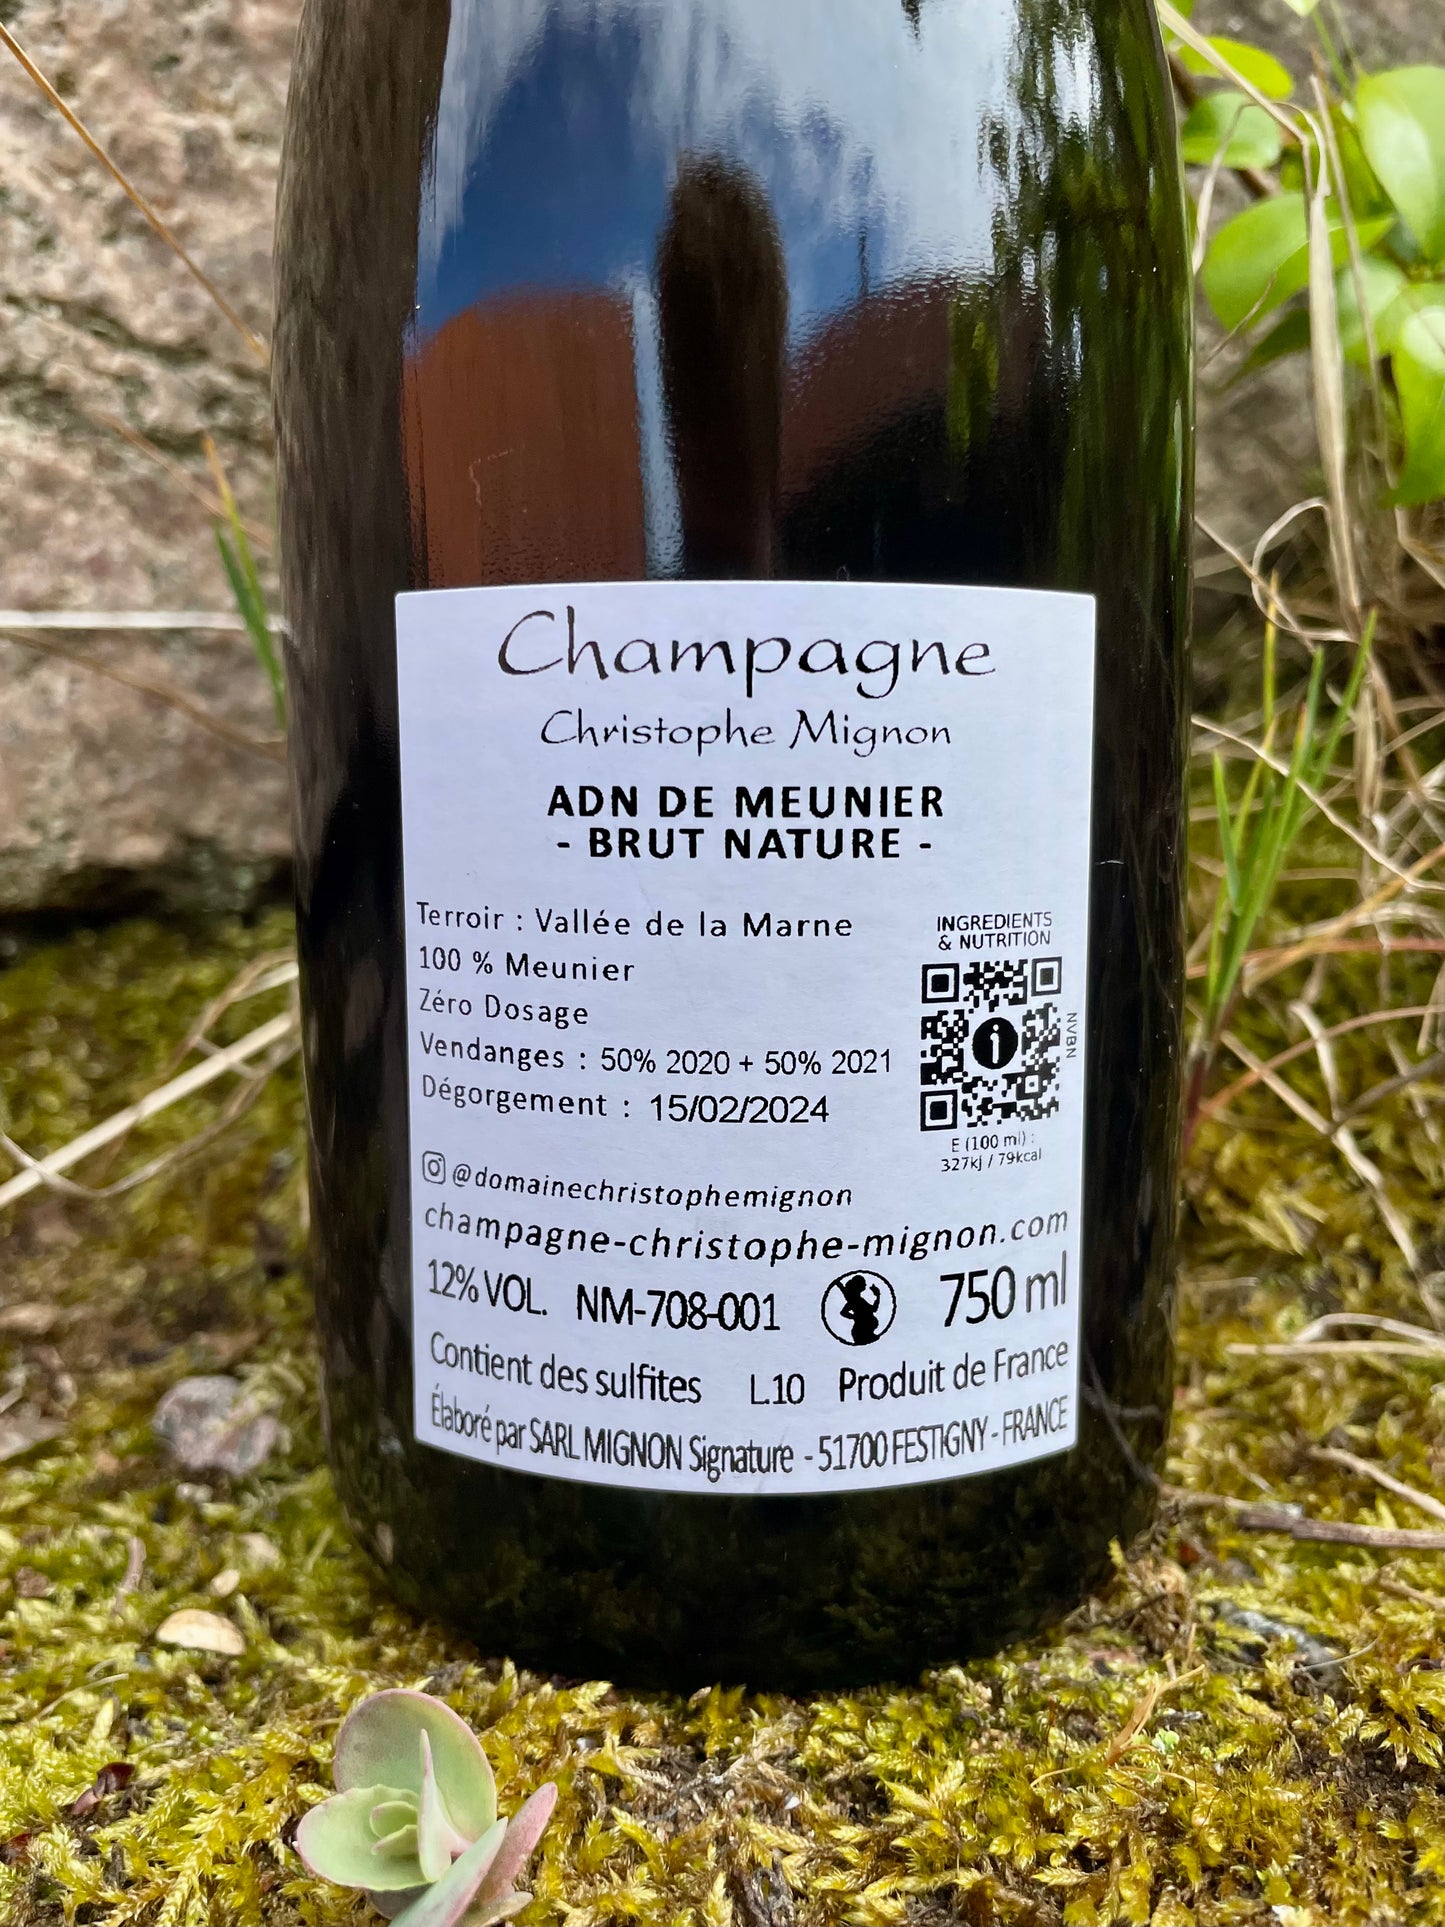 Champagne
Christophe Mignon
ADN DE MEUNIER
- BRUT NATURE -
Terroir : Vallée de la Marne
100 % Meunier
Zéro Dosage
Vendanges : 50% 2020 + 50% 2021
Dégorgement : 15/02/2024
INGREDIENTS
& NUTRITION
i
NVBN
E (100 ml) :
327kj / 79kcal
@domainechristophemignon
champagne-christophe-mignon.com
12% VOL. NM-708-001 750 ml
Contient des sulfites L.10 Produit de France
Élaboré par SARL MIGNON Signature - 51700 FESTIGNY - FRANCE